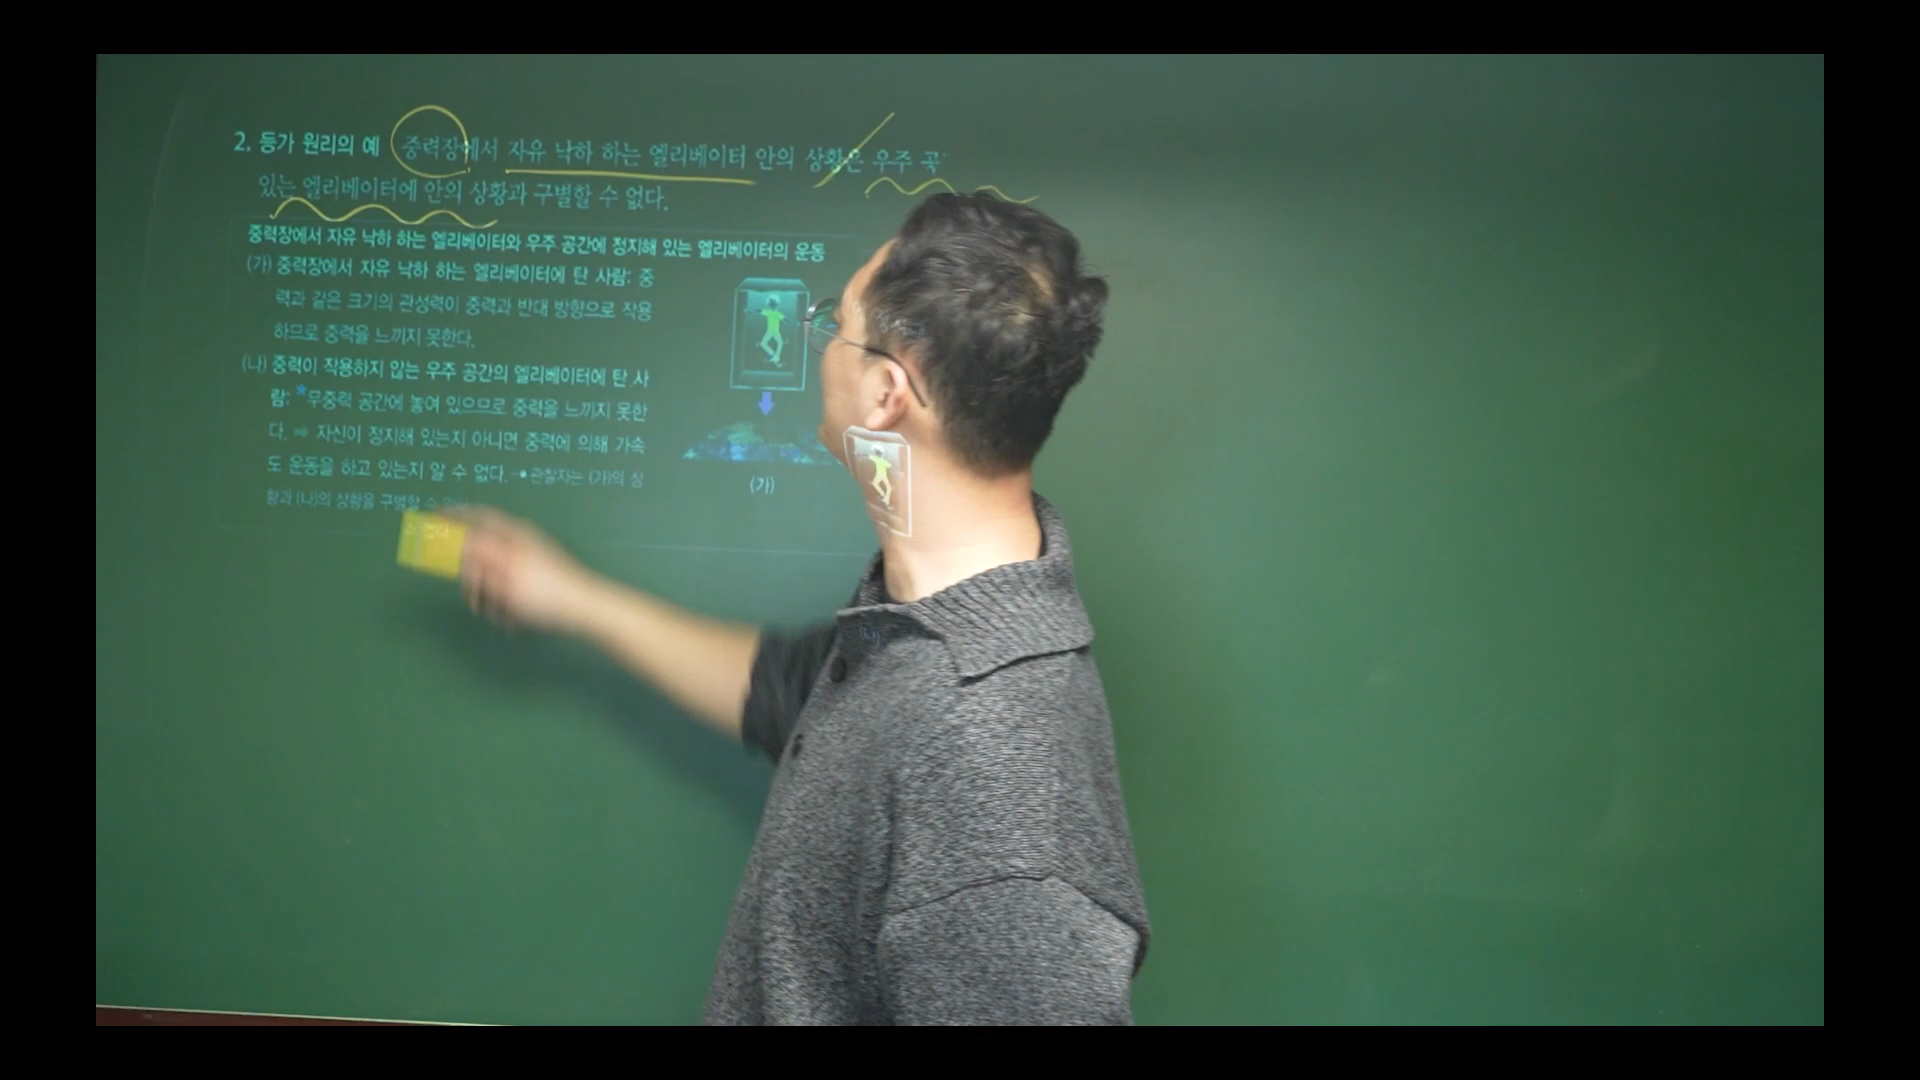 2. 등가 원리의 예 중력장에서 자유 낙하 하는 엘리베이터 안의 상황은 우주
있는 엘리베이터에 안의 상황과 구별할 수 없다.
중력장에서 자유 낙하 하는 엘리베이터와 우주 공간에 정지해 있는 엘리베이터의 운동
(가) 중력장에서 자유 낙하 하는 엘리베이터에 탄 사람: 중
력과 같은 크기의 관성력이 중력과 반대 방향으로 작용
하므로 중력을 느끼지 못한다.
(나) 중력이 작용하지 않는 우주 공간의 엘리베이터에 탄 사
람: *무중력 공간에 놓여 있으므로 중력을 느끼지 못한
다. ⇒ 자신이 정지해 있는지 아니면 중력에 의해 가속
도 운동을 하고 있는지 알 수 없다. → 관찰자는 (가)의 상
황과 (나)의 상황을 구별할 수 없다.
(가)
(나)